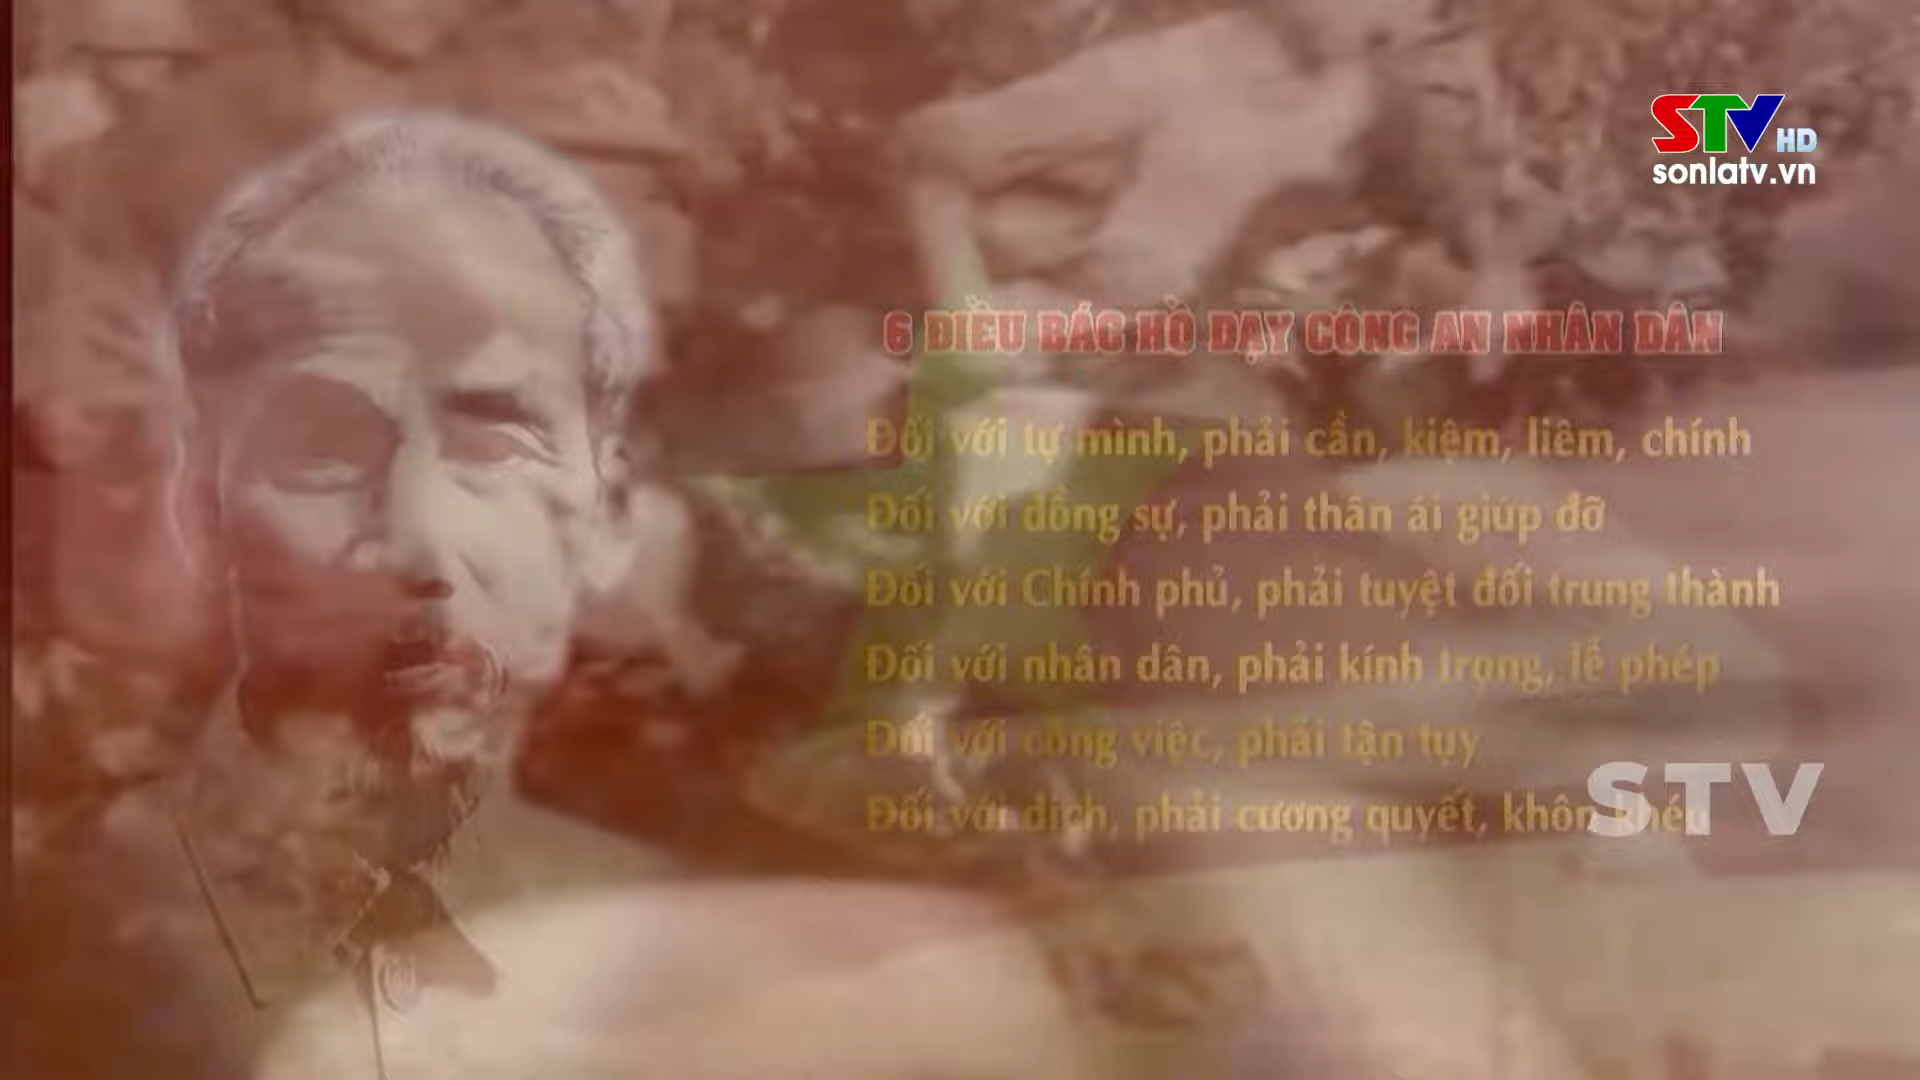 STV HD
sonlatv.vn
6 ĐIỀU BÁC HỒ DẠY CÔNG AN NHÂN DÂN
Đối với tự mình, phải cần, kiệm, liêm, chính
Đối với đồng sự, phải thân ái giúp đỡ
Đối với Chính phủ, phải tuyệt đối trung thành
Đối với nhân dân, phải kính trọng, lễ phép
Đối với công việc, phải tận tụy
Đối với địch, phải cương quyết, khôn khéo
STV